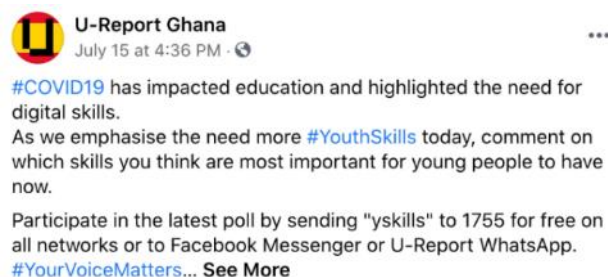 U-Report Ghana
July 15 at 4:36 PM ·
#COVID19 has impacted education and highlighted the need for
digital skills.
As we emphasise the need more #YouthSkills today, comment on
which skills you think are most important for young people to have
now.
Participate in the latest poll by sending "yskills" to 1755 for free on
all networks or to Facebook Messenger or U-Report WhatsApp.
#YourVoiceMatters... See More